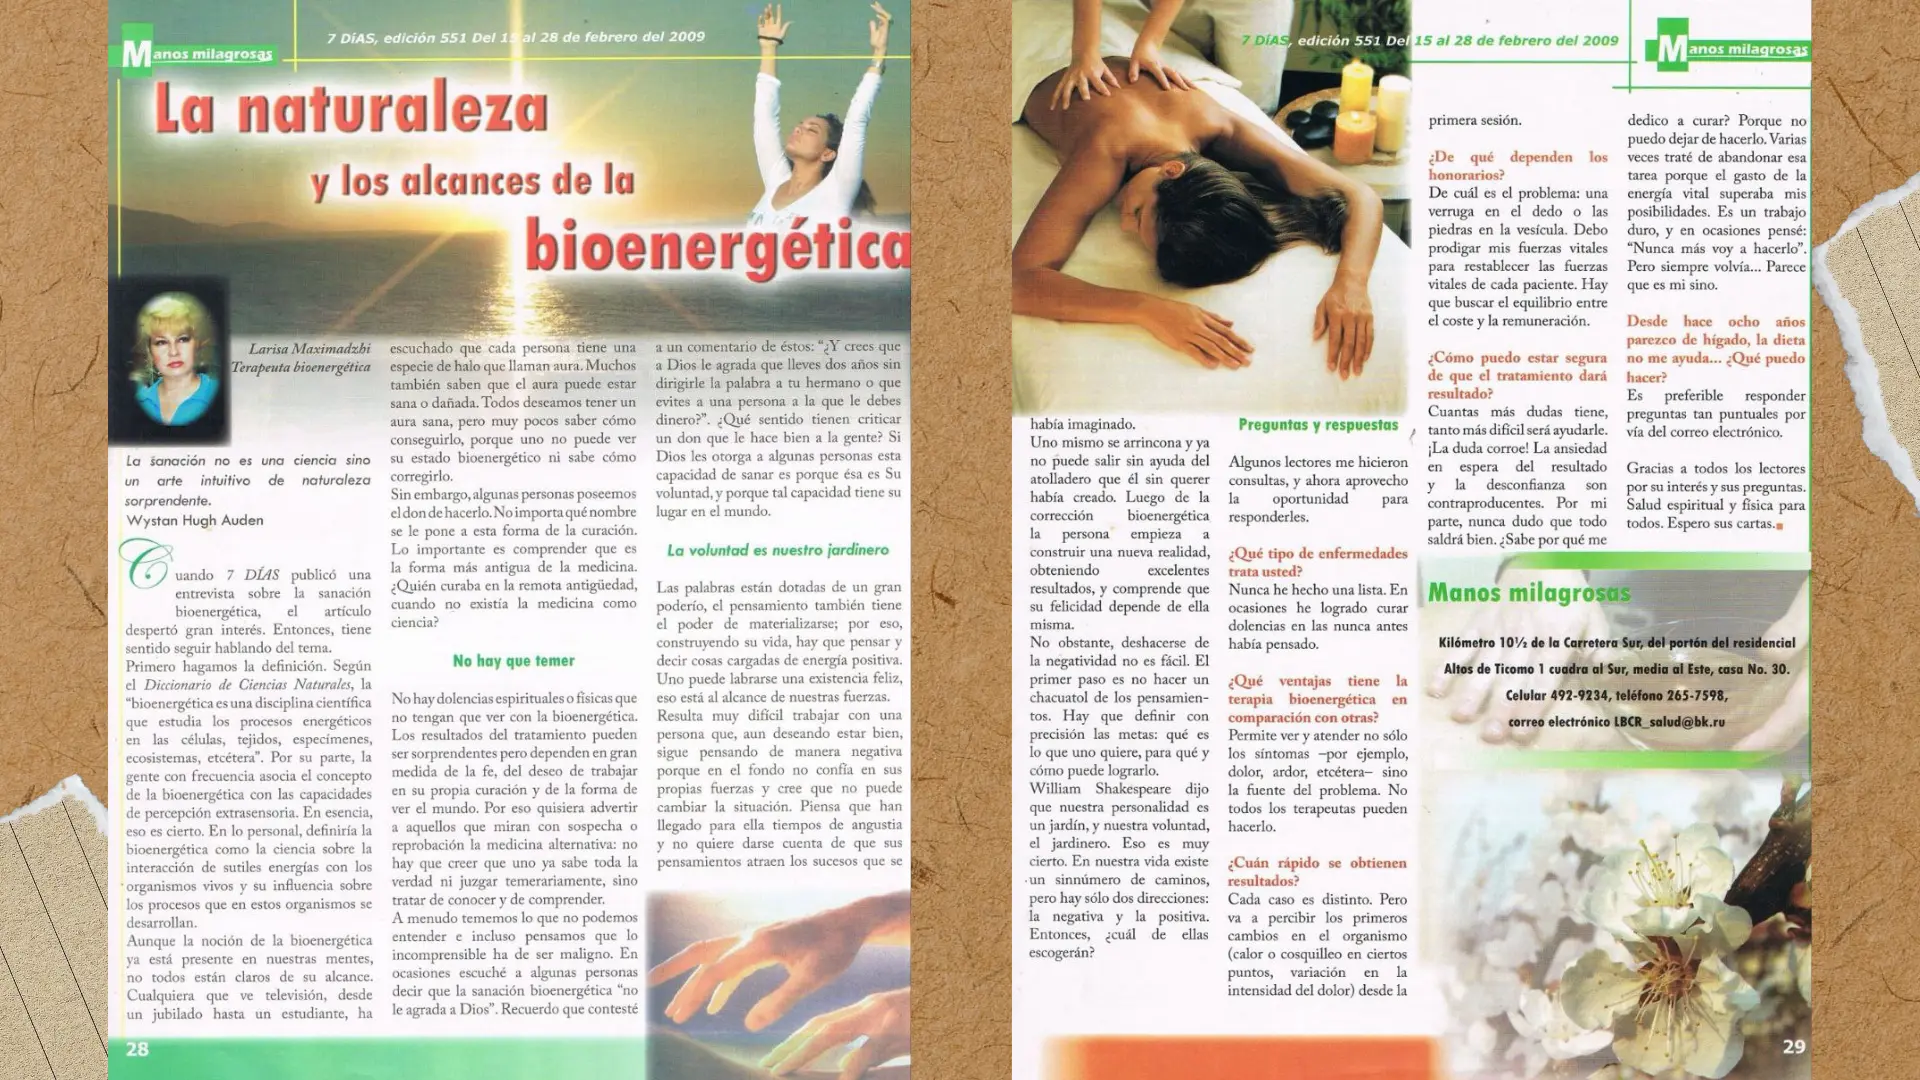 7 DÍAS, edición 551 Del 15 al 28 de febrero del 2009
Manos milagrosas
La naturaleza
y los alcances de la
bioenergética
Larisa Maximadzhi
Terapeuta bioenergética
La sanación no es una ciencia sino
un arte intuitivo de naturaleza
sorprendente.
Wystan Hugh Auden
Cuando 7 DÍAS publicó una
entrevista sobre la sanación
bioenergética, el artículo
despertó gran interés. Entonces, tiene
sentido seguir hablando del tema.
Primero hagamos la definición. Según
el Diccionario de Ciencias Naturales, la
“bioenergética es una disciplina científica
que estudia los procesos energéticos
en las células, tejidos, especímenes,
ecosistemas, etcétera”. Por su parte, la
gente con frecuencia asocia el concepto
de la bioenergética con las capacidades
de percepción extrasensoria. En esencia,
eso es cierto. En lo personal, definiría la
bioenergética como la ciencia sobre la
interacción de sutiles energías con los
organismos vivos y su influencia sobre
los procesos que en estos organismos se
desarrollan.
Aunque la noción de la bioenergética
ya está presente en nuestras mentes,
no todos están claros de su alcance.
Cualquiera que ve televisión, desde
un jubilado hasta un estudiante, ha
escuchado que cada persona tiene una
especie de halo que llaman aura. Muchos
también saben que el aura puede estar
sana o dañada. Todos deseamos tener un
aura sana, pero muy pocos saber cómo
conseguirlo, porque uno no puede ver
su estado bioenergético ni sabe cómo
corregirlo.
Sin embargo, algunas personas poseemos
el don de hacerlo. No importa qué nombre
se le pone a esta forma de la curación.
Lo importante es comprender que es
la forma más antigua de la medicina.
¿Quién curaba en la remota antigüedad,
cuando no existía la medicina como
ciencia?
No hay que temer
No hay dolencias espirituales o físicas que
no tengan que ver con la bioenergética.
Los resultados del tratamiento pueden
ser sorprendentes pero dependen en gran
medida de la fe, del deseo de trabajar
en su propia curación y de la forma de
ver el mundo. Por eso quisiera advertir
a aquellos que miran con sospecha o
reprobación la medicina alternativa: no
hay que creer que uno ya sabe toda la
verdad ni juzgar temerariamente, sino
tratar de conocer y de comprender.
A menudo tememos lo que no podemos
entender e incluso pensamos que lo
incomprensible ha de ser maligno. En
ocasiones escuché a algunas personas
decir que la sanación bioenergética “no
le agrada a Dios”. Recuerdo que contesté
a un comentario de éstos: “¿Y crees que
a Dios le agrada que lleves dos años sin
dirigirle la palabra a tu hermano o que
evites a una persona a la que le debes
dinero?”. ¿Qué sentido tienen criticar
un don que le hace bien a la gente? Si
Dios les otorga a algunas personas esta
capacidad de sanar es porque ésa es Su
voluntad, y porque tal capacidad tiene su
lugar en el mundo.
La voluntad es nuestro jardinero
Las palabras están dotadas de un gran
poderío, el pensamiento también tiene
el poder de materializarse; por eso,
construyendo su vida, hay que pensar y
decir cosas cargadas de energía positiva.
Uno puede labrarse una existencia feliz,
eso está al alcance de nuestras fuerzas.
Resulta muy difícil trabajar con una
persona que, aun deseando estar bien,
sigue pensando de manera negativa
porque en el fondo no confía en sus
propias fuerzas y cree que no puede
cambiar la situación. Piensa que han
llegado para ella tiempos de angustia
y no quiere darse cuenta de que sus
pensamientos atraen los sucesos que se
28
7 DÍAS, edición 551 Del 15 al 28 de febrero del 2009
Manos milagrosas
había imaginado.
Uno mismo se arrincona y ya
no puede salir sin ayuda del
atolladero que él sin querer
había creado. Luego de la
corrección bioenergética
la persona empieza a
construir una nueva realidad,
obteniendo excelentes
resultados, y comprende que
su felicidad depende de ella
misma.
No obstante, deshacerse de
la negatividad no es fácil. El
primer paso es no hacer un
chacuatol de los pensamien-
tos. Hay que definir con
precisión las metas: qué es
lo que uno quiere, para qué y
cómo puede lograrlo.
William Shakespeare dijo
que nuestra personalidad es
un jardín, y nuestra voluntad,
el jardinero. Eso es muy
cierto. En nuestra vida existe
un sinnúmero de caminos,
pero hay sólo dos direcciones:
la negativa y la positiva.
Entonces, ¿cuál de ellas
escogerán?
Preguntas y respuestas
Algunos lectores me hicieron
consultas, y ahora aprovecho
la oportunidad para
responderles.
¿Qué tipo de enfermedades
trata usted?
Nunca he hecho una lista. En
ocasiones he logrado curar
dolencias en las nunca antes
había pensado.
¿Qué ventajas tiene la
terapia bioenergética en
comparación con otras?
Permite ver y atender no sólo
los síntomas –por ejemplo,
dolor, ardor, etcétera– sino
la fuente del problema. No
todos los terapeutas pueden
hacerlo.
¿Cuán rápido se obtienen
resultados?
Cada caso es distinto. Pero
va a percibir los primeros
cambios en el organismo
(calor o cosquilleo en ciertos
puntos, variación en la
intensidad del dolor) desde la
primera sesión.
¿De qué dependen los
honorarios?
De cuál es el problema: una
verruga en el dedo o las
piedras en la vesícula. Debo
prodigar mis fuerzas vitales
para restablecer las fuerzas
vitales de cada paciente. Hay
que buscar el equilibrio entre
el coste y la remuneración.
¿Cómo puedo estar segura
de que el tratamiento dará
resultado?
Cuantas más dudas tiene,
tanto más difícil será ayudarle.
¡La duda corroe! La ansiedad
en espera del resultado
y la desconfianza son
contraproducentes. Por mi
parte, nunca dudo que todo
saldrá bien. ¿Sabe por qué me
dedico a curar? Porque no
puedo dejar de hacerlo. Varias
veces traté de abandonar esa
tarea porque el gasto de la
energía vital superaba mis
posibilidades. Es un trabajo
duro, y en ocasiones pensé:
“Nunca más voy a hacerlo”.
Pero siempre volvía... Parece
que es mi sino.
Desde hace ocho años
parezco de hígado, la dieta
no me ayuda... ¿Qué puedo
hacer?
Es preferible responder
preguntas tan puntuales por
vía del correo electrónico.
Gracias a todos los lectores
por su interés y sus preguntas.
Salud espiritual y física para
todos. Espero sus cartas.
Manos milagrosas
Kilómetro 10½ de la Carretera Sur, del portón del residencial
Altos de Ticomo 1 cuadra al Sur, media al Este, casa No. 30.
Celular 492-9234, teléfono 265-7598,
correo electrónico LBCR_salud@bk.ru
29